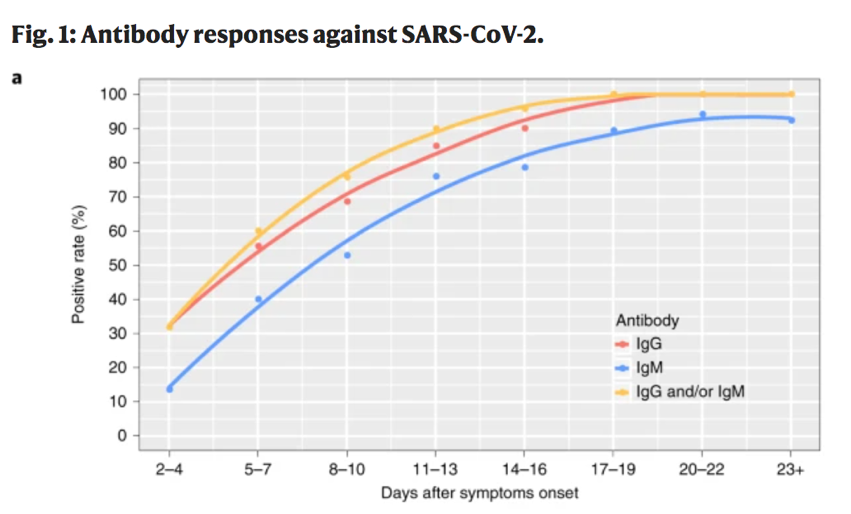 Fig. 1: Antibody responses against SARS-CoV-2.
a
100
90
80
70
60
50
40
30
20
10
0
Positive rate (%)
Antibody
IgG
IgM
IgG and/or IgM
2–4 5–7 8–10 11–13 14–16 17–19 20–22 23+
Days after symptoms onset